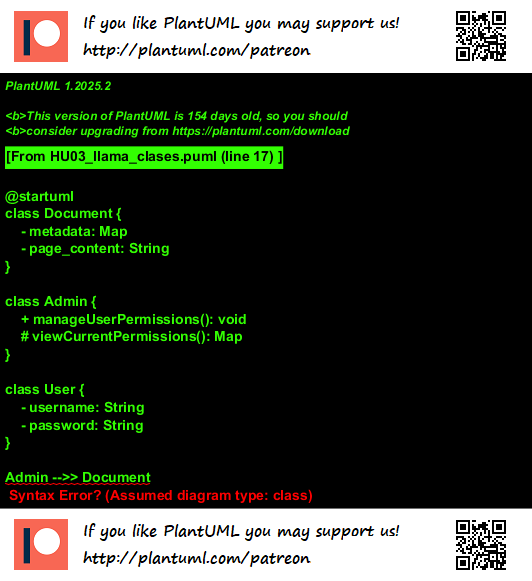 If you like PlantUML you may support us!
http://plantuml.com/patreon
PlantUML 1.2025.2
<b>This version of PlantUML is 154 days old, so you should
<b>consider upgrading from https://plantuml.com/download
[From HU03_llama_clases.puml (line 17) ]
@startuml
class Document {
- metadata: Map
- page_content: String
}
class Admin {
+ manageUserPermissions(): void
# viewCurrentPermissions(): Map
}
class User {
- username: String
- password: String
}
Admin -->> Document
Syntax Error? (Assumed diagram type: class)
If you like PlantUML you may support us!
http://plantuml.com/patreon